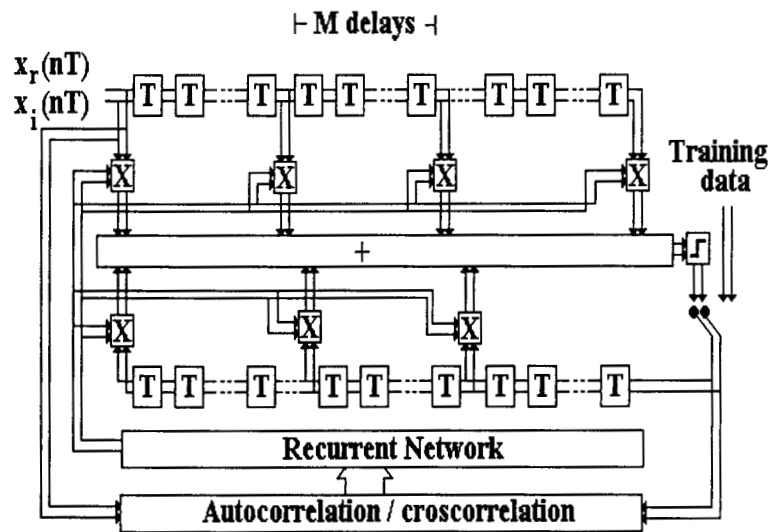 ⊢ M delays ⊣
x_r(nT)
x_i(nT)
T T T T T T T T T
X X X X
Training
data
+
X X X
T T T T T T T T T
Recurrent Network
Autocorrelation / croscorrelation